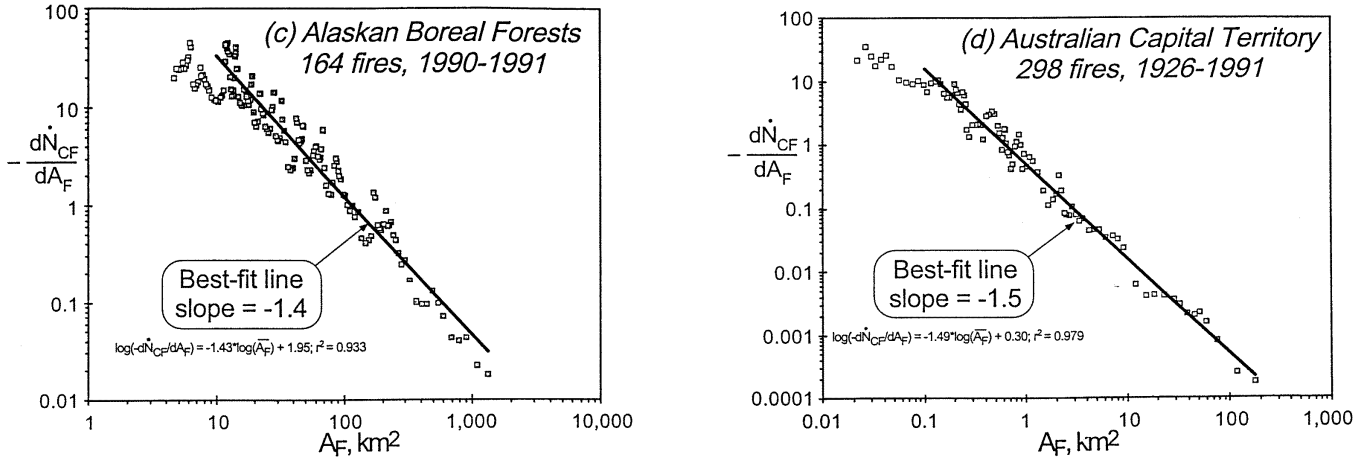 (c) Alaskan Boreal Forests
164 fires, 1990-1991
100
10
1
0.1
0.01
− dṄCF
dAF
Best-fit line
slope = -1.4
log(-dṄCF/dAF) = -1.43*log(A̅F̅) + 1.95; r² = 0.933
1
10
100
1,000
10,000
AF, km²
(d) Australian Capital Territory
298 fires, 1926-1991
100
10
1
0.1
0.01
0.001
0.0001
− dṄCF
dAF
Best-fit line
slope = -1.5
log(-dṄCF/dAF) = -1.49*log(A̅F̅) + 0.30; r² = 0.979
0.01
0.1
1
10
100
1,000
AF, km²